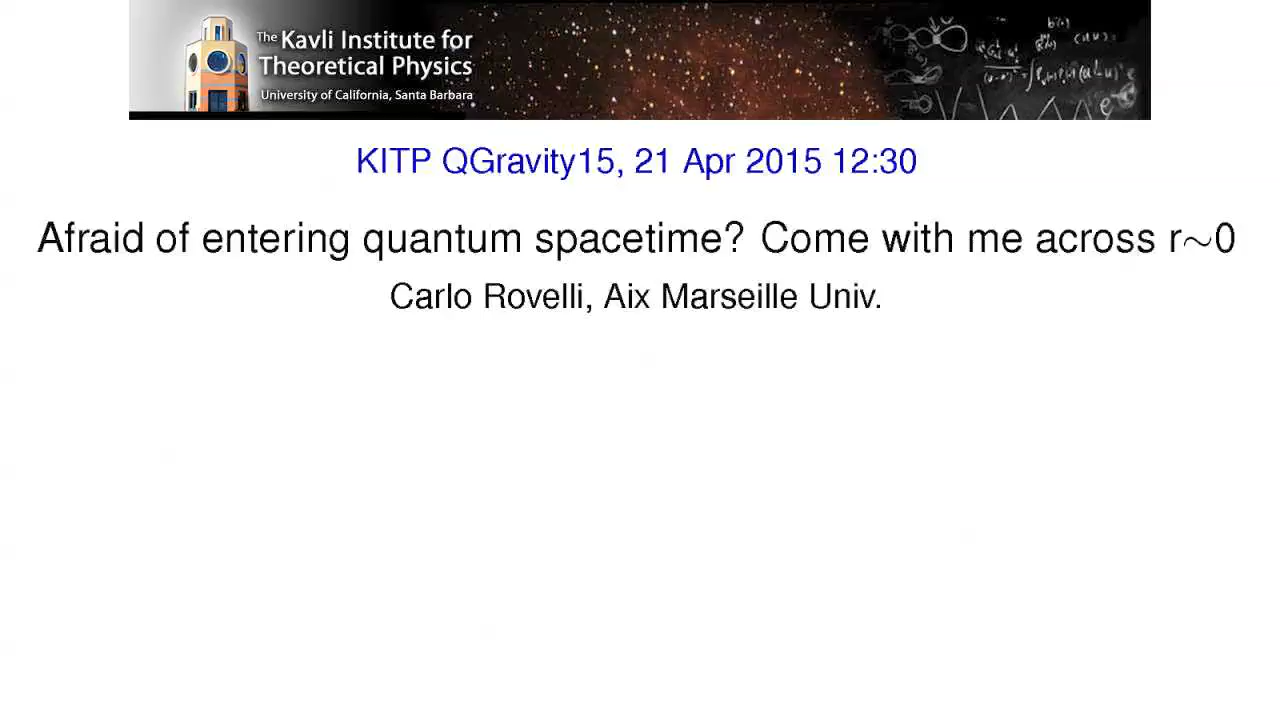 The Kavli Institute for
Theoretical Physics
University of California, Santa Barbara
KITP QGravity15, 21 Apr 2015 12:30
Afraid of entering quantum spacetime? Come with me across r∼0
Carlo Rovelli, Aix Marseille Univ.